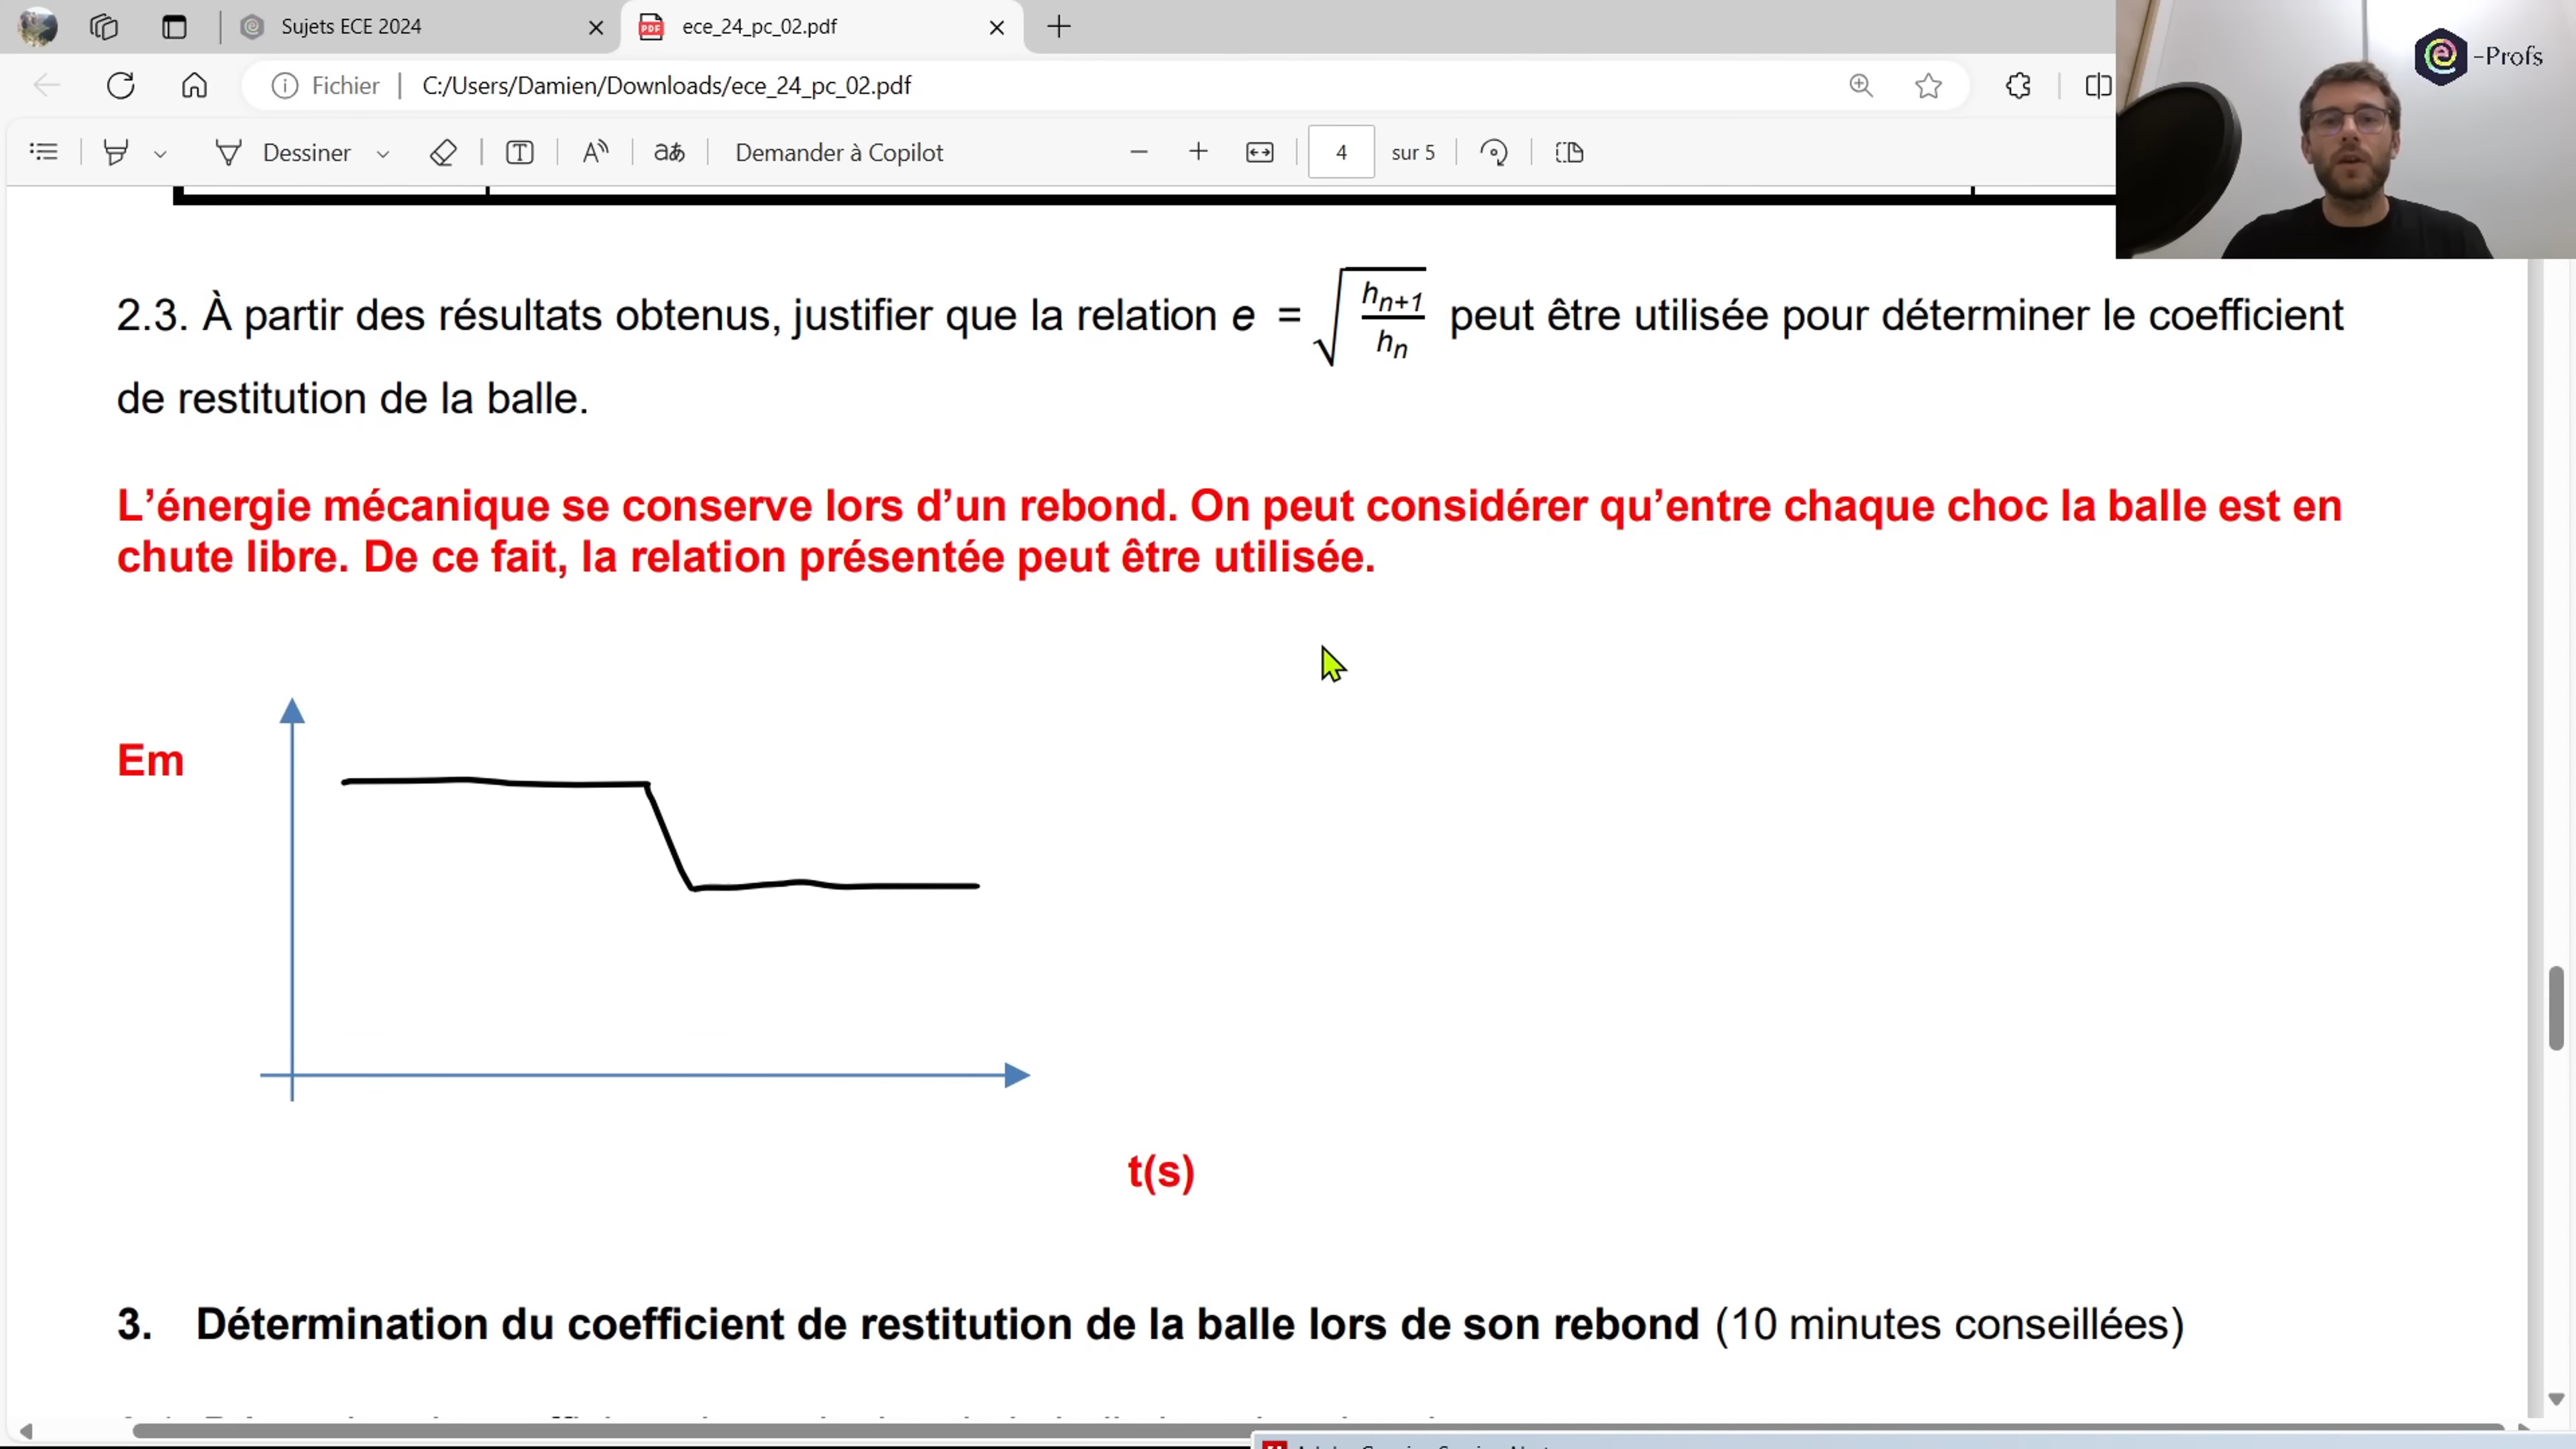 Sujets ECE 2024
ece_24_pc_02.pdf
-Profs
Fichier C:/Users/Damien/Downloads/ece_24_pc_02.pdf
Dessiner
aあ
Demander à Copilot
4 sur 5
2.3. À partir des résultats obtenus, justifier que la relation e = √(hn+1/hn) peut être utilisée pour déterminer le coefficient
de restitution de la balle.
L’énergie mécanique se conserve lors d’un rebond. On peut considérer qu’entre chaque choc la balle est en
chute libre. De ce fait, la relation présentée peut être utilisée.
Em
t(s)
3. Détermination du coefficient de restitution de la balle lors de son rebond (10 minutes conseillées)